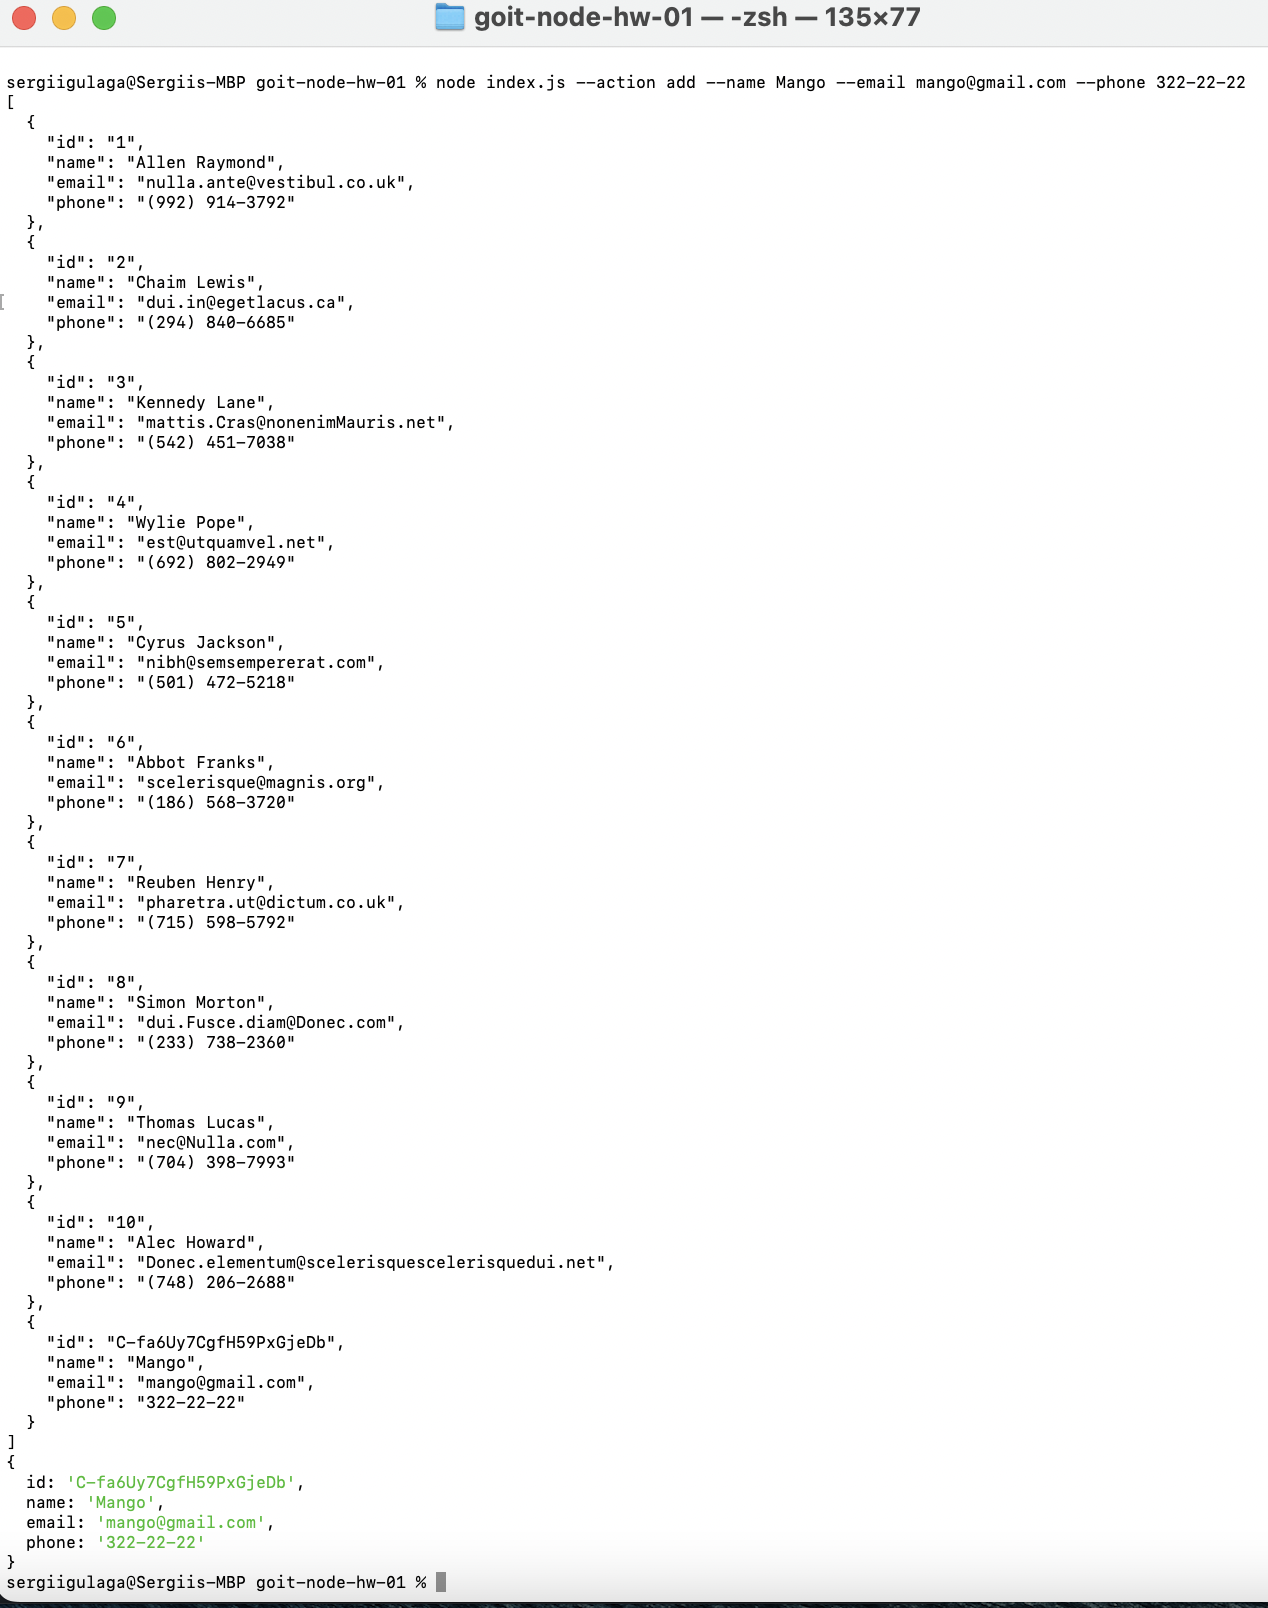 goit-node-hw-01 — -zsh — 135×77
sergiigulaga@Sergiis-MBP goit-node-hw-01 % node index.js --action add --name Mango --email mango@gmail.com --phone 322-22-22
[
  {
    "id": "1",
    "name": "Allen Raymond",
    "email": "nulla.ante@vestibul.co.uk",
    "phone": "(992) 914-3792"
  },
  {
    "id": "2",
    "name": "Chaim Lewis",
    "email": "dui.in@egetlacus.ca",
    "phone": "(294) 840-6685"
  },
  {
    "id": "3",
    "name": "Kennedy Lane",
    "email": "mattis.Cras@nonenimMauris.net",
    "phone": "(542) 451-7038"
  },
  {
    "id": "4",
    "name": "Wylie Pope",
    "email": "est@utquamvel.net",
    "phone": "(692) 802-2949"
  },
  {
    "id": "5",
    "name": "Cyrus Jackson",
    "email": "nibh@semsempererat.com",
    "phone": "(501) 472-5218"
  },
  {
    "id": "6",
    "name": "Abbot Franks",
    "email": "scelerisque@magnis.org",
    "phone": "(186) 568-3720"
  },
  {
    "id": "7",
    "name": "Reuben Henry",
    "email": "pharetra.ut@dictum.co.uk",
    "phone": "(715) 598-5792"
  },
  {
    "id": "8",
    "name": "Simon Morton",
    "email": "dui.Fusce.diam@Donec.com",
    "phone": "(233) 738-2360"
  },
  {
    "id": "9",
    "name": "Thomas Lucas",
    "email": "nec@Nulla.com",
    "phone": "(704) 398-7993"
  },
  {
    "id": "10",
    "name": "Alec Howard",
    "email": "Donec.elementum@scelerisquescelerisquedui.net",
    "phone": "(748) 206-2688"
  },
  {
    "id": "C-fa6Uy7CgfH59PxGjeDb",
    "name": "Mango",
    "email": "mango@gmail.com",
    "phone": "322-22-22"
  }
]
{
  id: 'C-fa6Uy7CgfH59PxGjeDb',
  name: 'Mango',
  email: 'mango@gmail.com',
  phone: '322-22-22'
}
sergiigulaga@Sergiis-MBP goit-node-hw-01 %